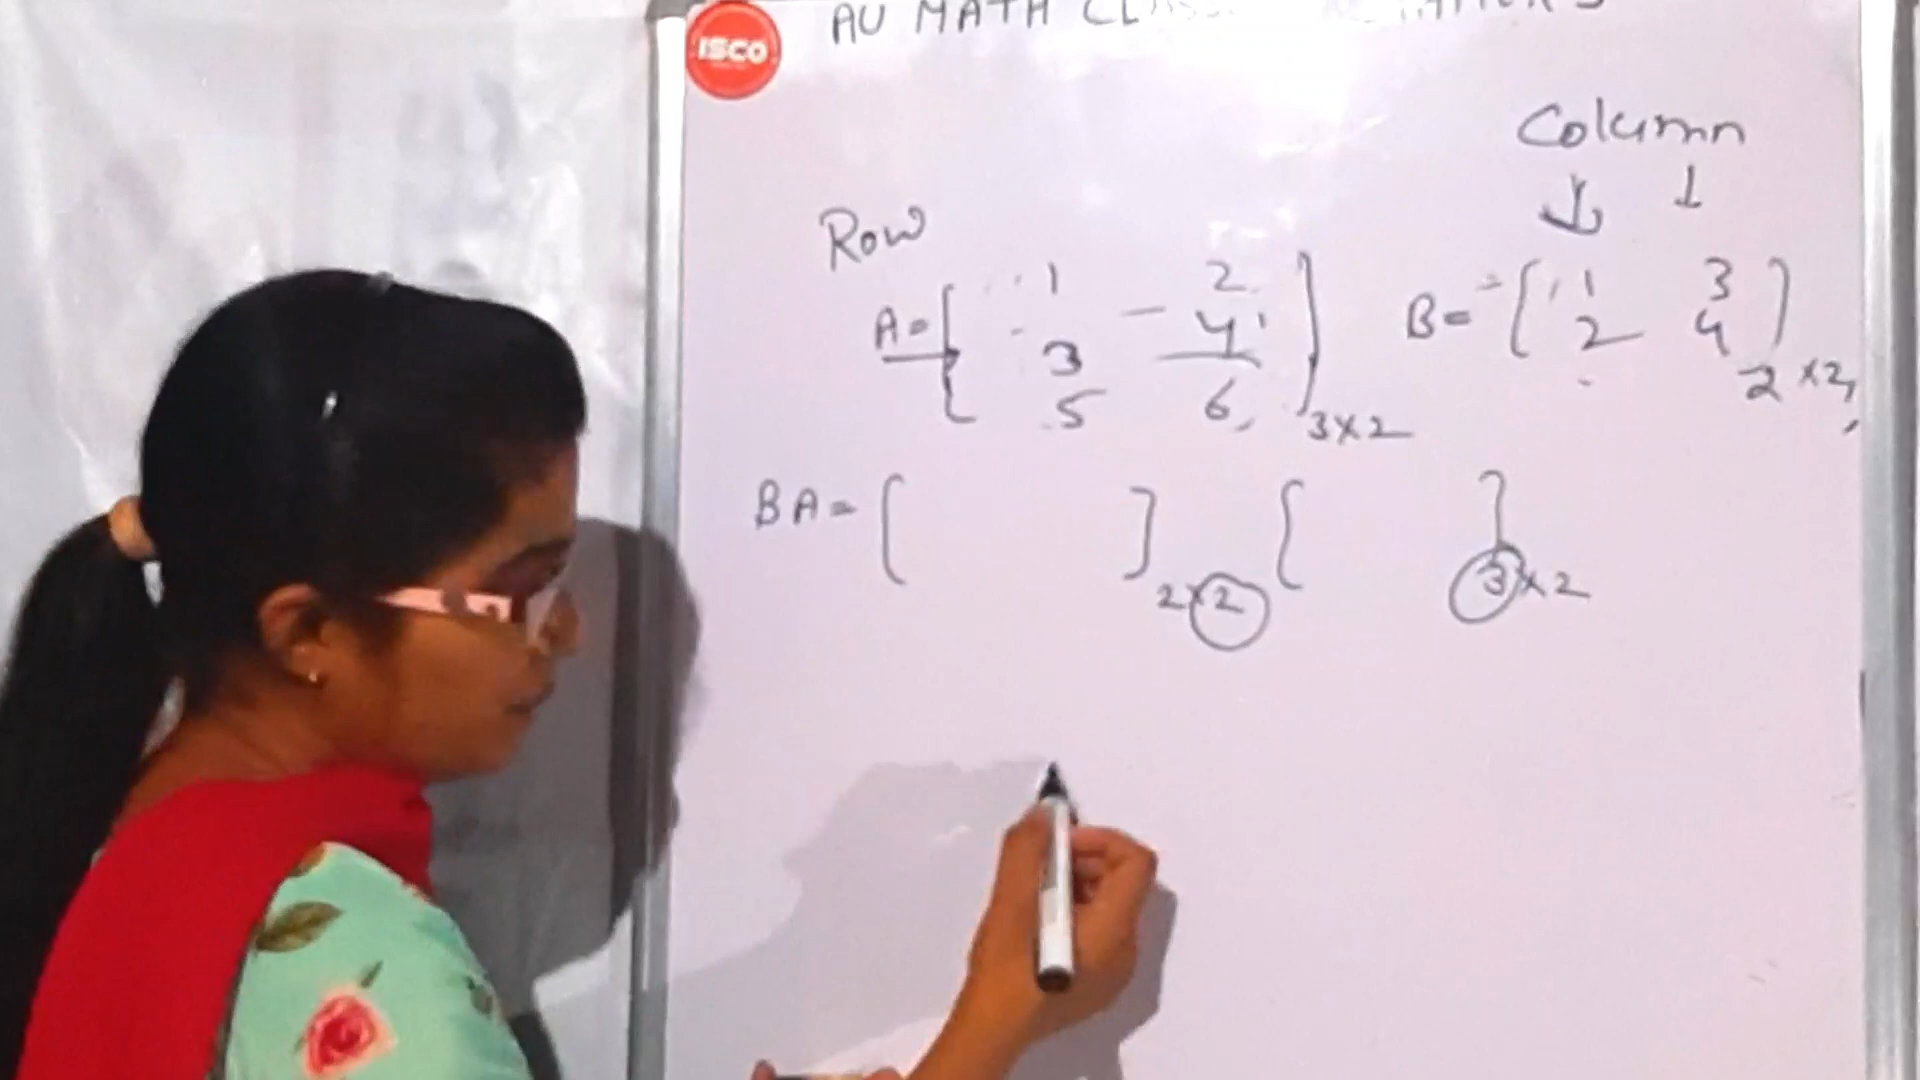 ISCO
AU MATH
Column
↓ ↓
Row
A = [ 1 2
3 4
5 6 ] 3x2
B = [ 1 3
2 4 ] 2x2
BA = [ ] 2x2 [ ] 3x2